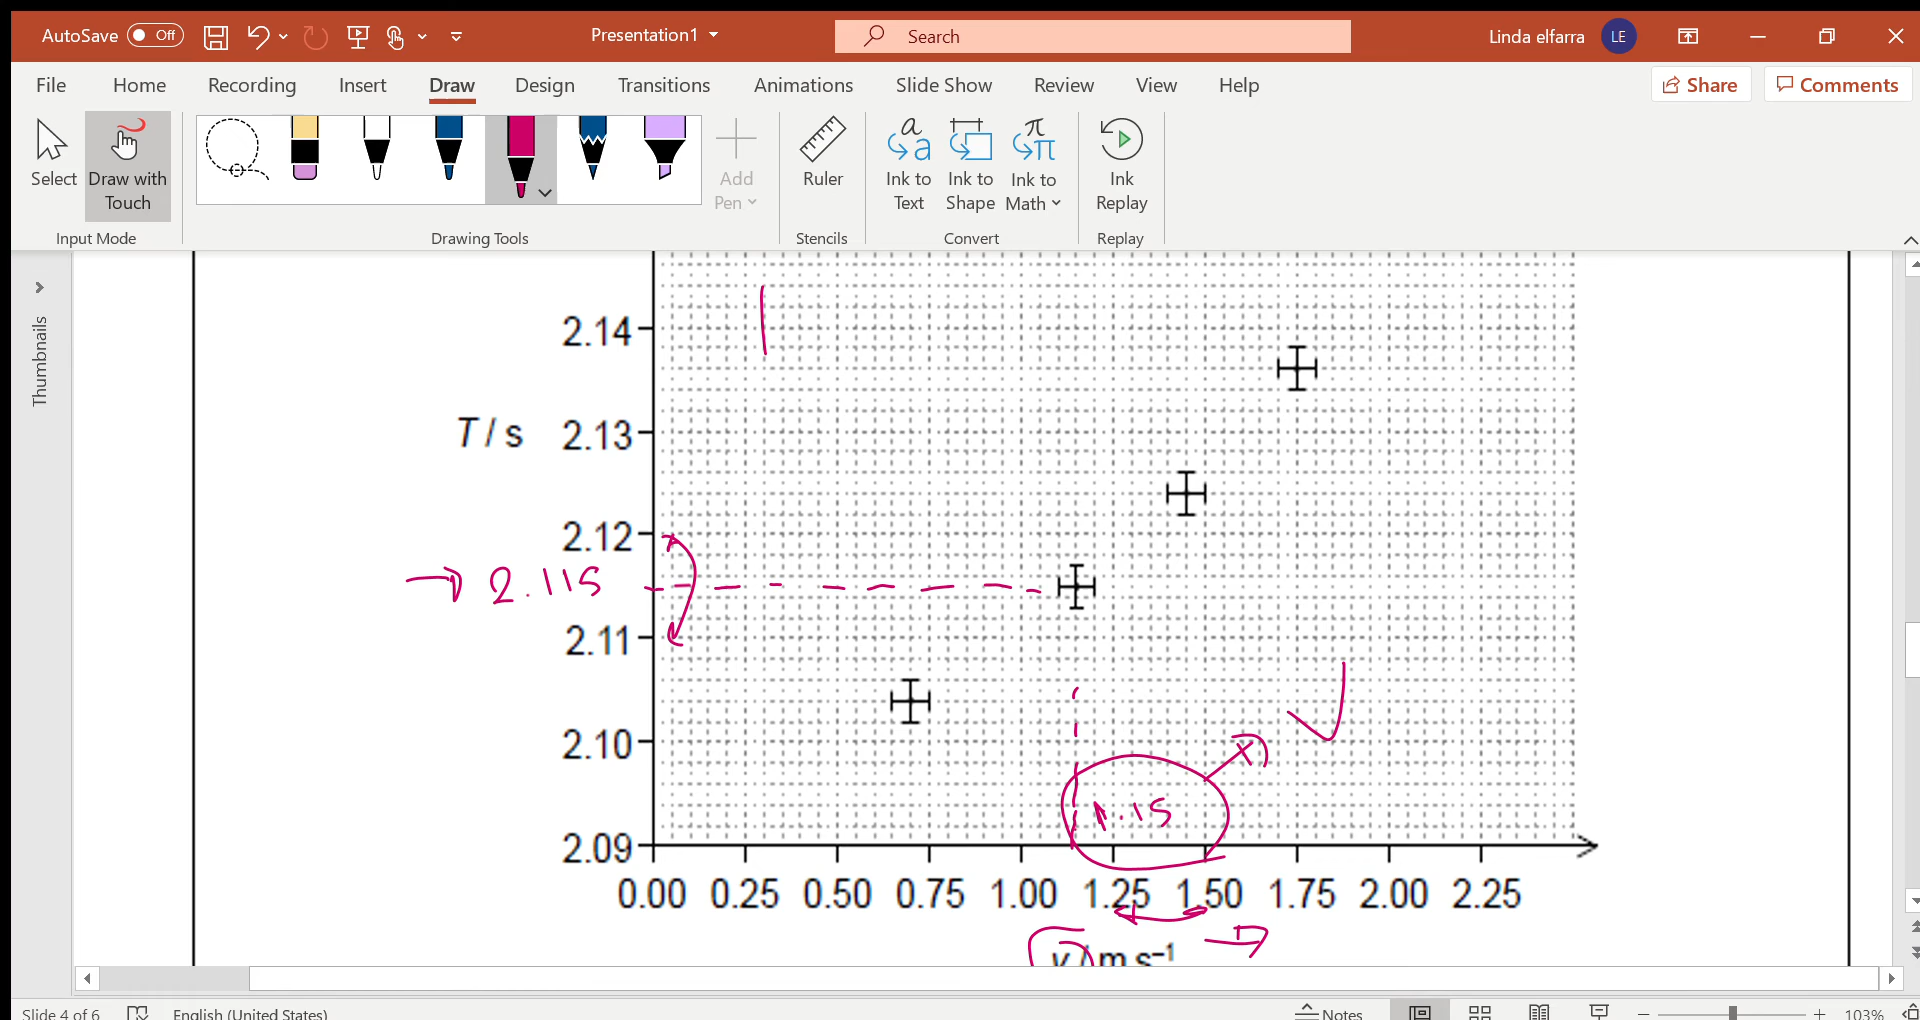 AutoSave Off Presentation1 Search Linda elfarra LE
File Home Recording Insert Draw Design Transitions Animations Slide Show Review View Help Share Comments
Select Draw with Touch Add Pen Ruler Ink to Text Ink to Shape Ink to Math Ink Replay
Input Mode Drawing Tools Stencils Convert Replay
Thumbnails
2.14
T / s 2.13
2.12
2.115
2.11
2.10
1.15
2.09
0.00 0.25 0.50 0.75 1.00 1.25 1.50 1.75 2.00 2.25
v / m s⁻¹
Slide 4 of 6 English (United States) Notes 103%